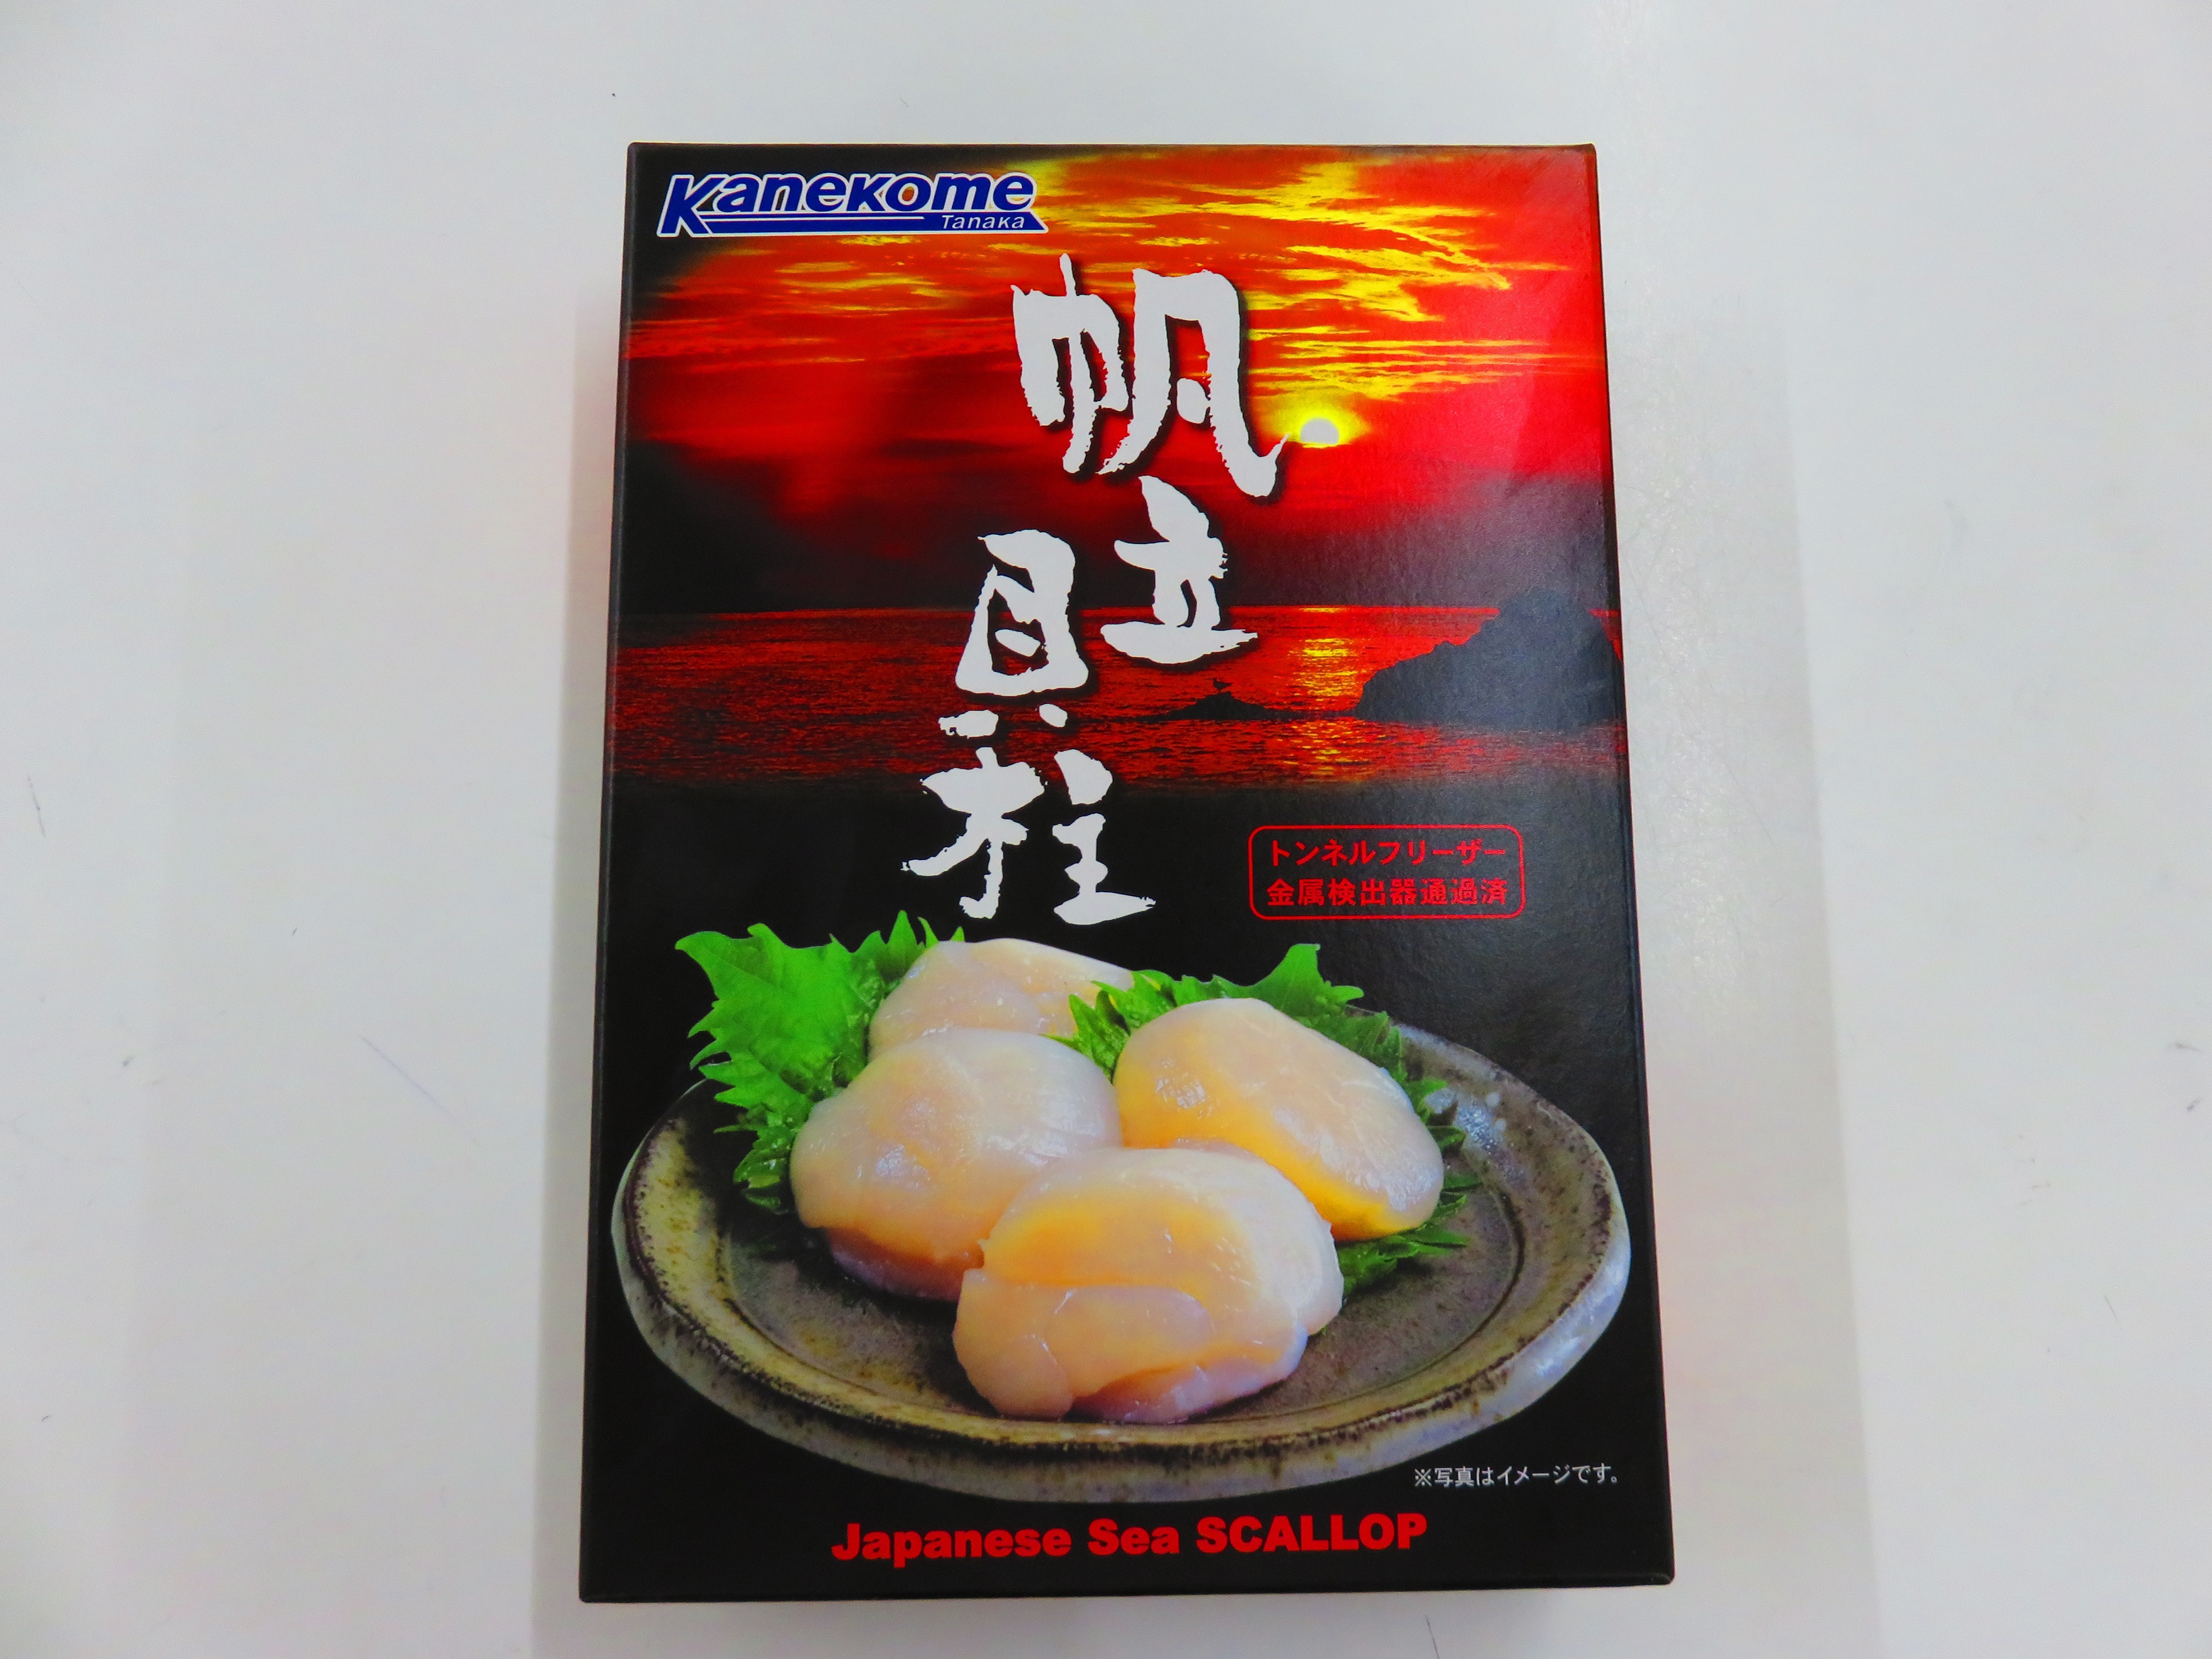 Kanekome
Tanaka
帆立
貝柱
トンネルフリーザー
金属検出器通過済
※写真はイメージです。
Japanese Sea SCALLOP